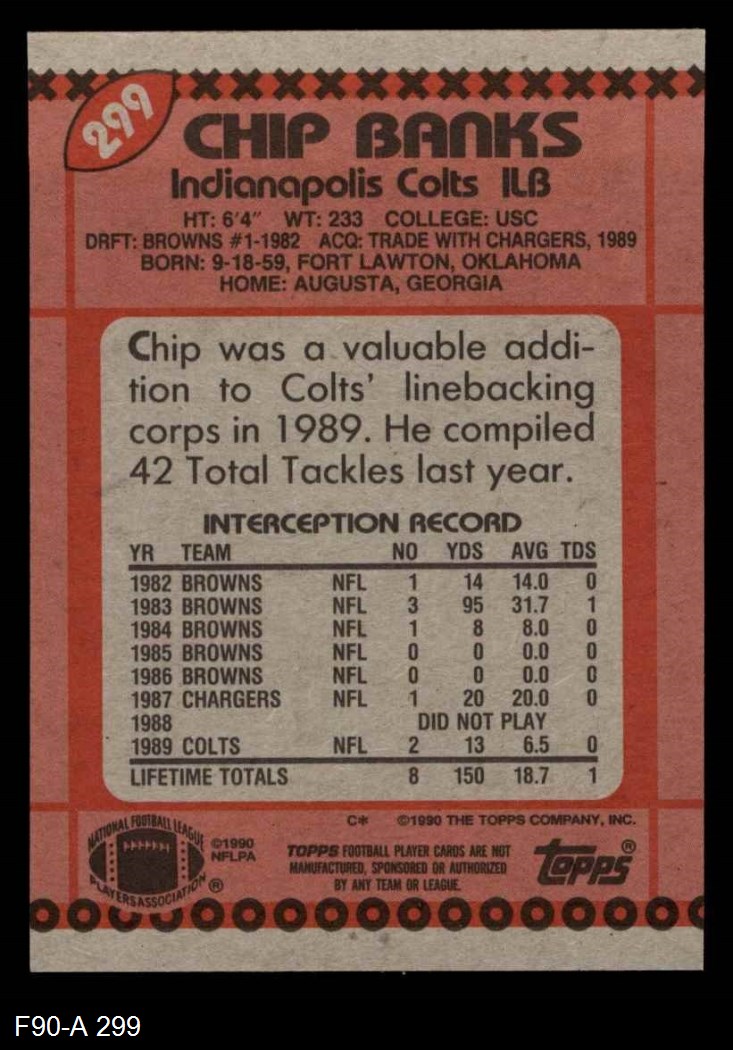 299
CHIP BANKS
Indianapolis Colts ILB
HT: 6'4" WT: 233 COLLEGE: USC
DRFT: BROWNS #1-1982 ACQ: TRADE WITH CHARGERS, 1989
BORN: 9-18-59, FORT LAWTON, OKLAHOMA
HOME: AUGUSTA, GEORGIA
Chip was a valuable addi-
tion to Colts' linebacking
corps in 1989. He compiled
42 Total Tackles last year.
INTERCEPTION RECORD
YR TEAM NO YDS AVG TDS
1982 BROWNS NFL 1 14 14.0 0
1983 BROWNS NFL 3 95 31.7 1
1984 BROWNS NFL 1 8 8.0 0
1985 BROWNS NFL 0 0 0.0 0
1986 BROWNS NFL 0 0 0.0 0
1987 CHARGERS NFL 1 20 20.0 0
1988 DID NOT PLAY
1989 COLTS NFL 2 13 6.5 0
LIFETIME TOTALS 8 150 18.7 1
C* ©1990 THE TOPPS COMPANY, INC.
NATIONAL FOOTBALL LEAGUE
PLAYERS ASSOCIATION ®
©1990
NFLPA
TOPPS FOOTBALL PLAYER CARDS ARE NOT
MANUFACTURED, SPONSORED OR AUTHORIZED
BY ANY TEAM OR LEAGUE.
topps®
F90-A 299